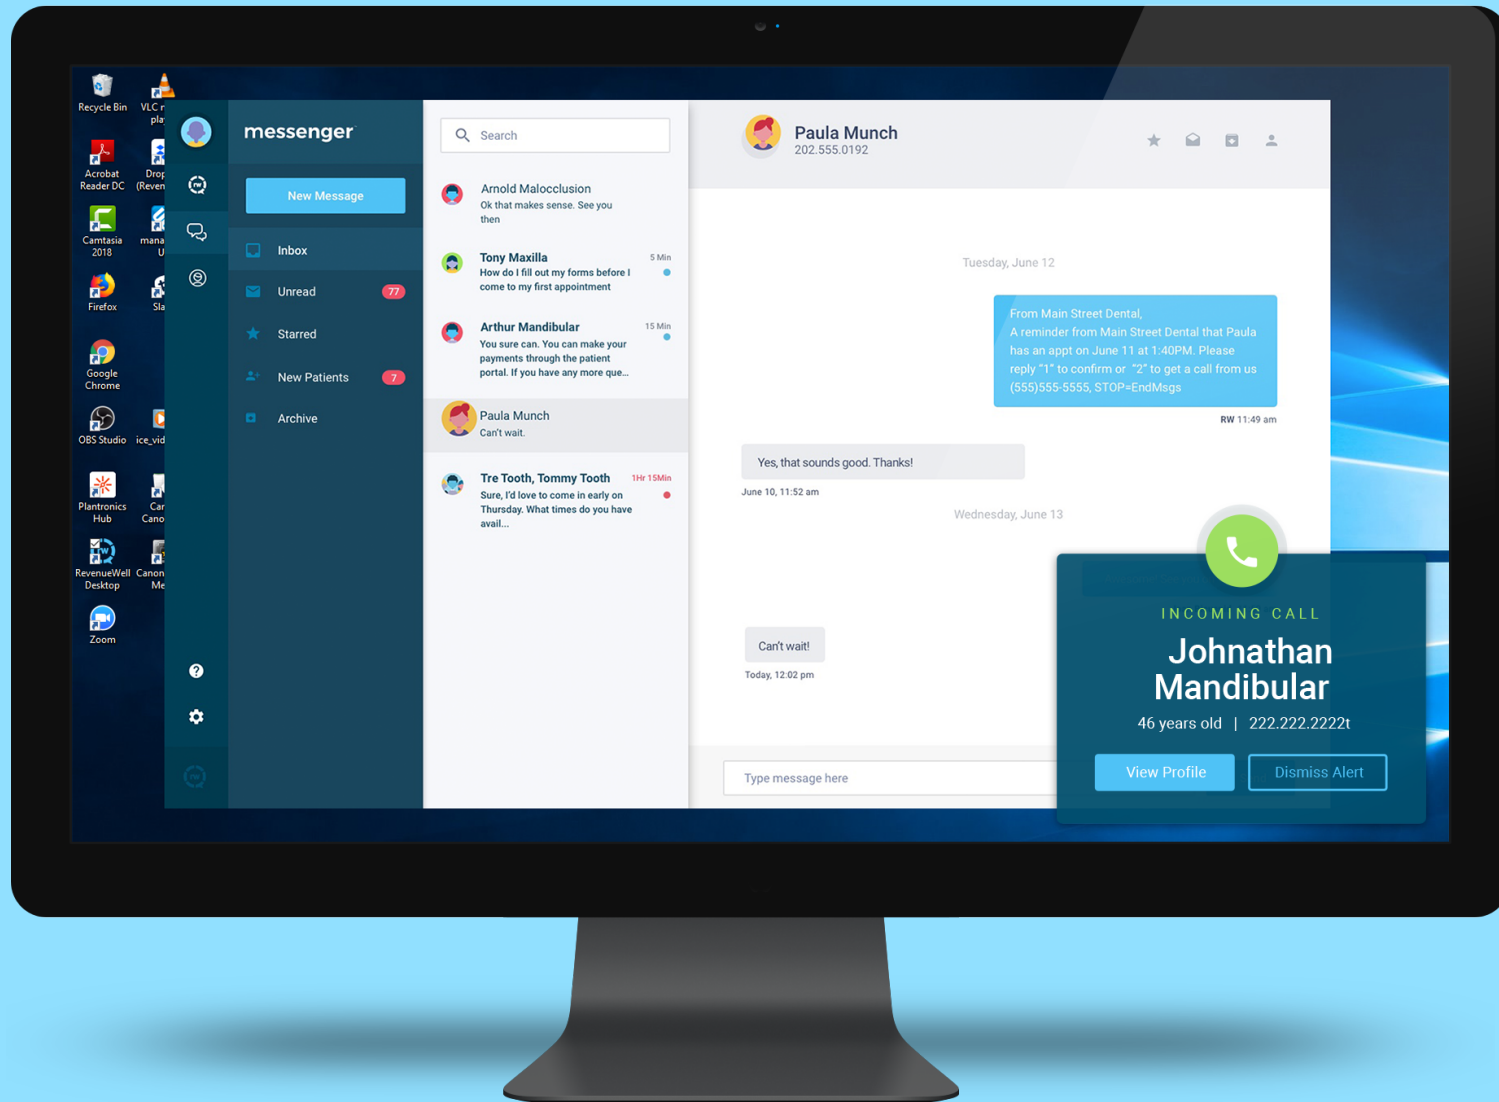 Recycle Bin
VLC
Acrobat
Reader DC
Camtasia
2018
Firefox
Google
Chrome
OBS Studio
Plantronics
Hub
RevenueWell
Desktop
Zoom
messenger
New Message
Inbox
Unread 77
Starred
New Patients 7
Archive
Search
Arnold Malocclusion
Ok that makes sense. See you
then
Tony Maxilla 5 Min
How do I fill out my forms before I
come to my first appointment
Arthur Mandibular 15 Min
You sure can. You can make your
payments through the patient
portal. If you have any more que...
Paula Munch
Can't wait.
Tre Tooth, Tommy Tooth 1Hr 15Min
Sure, I'd love to come in early on
Thursday. What times do you have
avail...
Paula Munch
202.555.0192
Tuesday, June 12
From Main Street Dental,
A reminder from Main Street Dental that Paula
has an appt on June 11 at 1:40PM. Please
reply "1" to confirm or "2" to get a call from us
(555)555-5555, STOP=EndMsgs
RW 11:49 am
Yes, that sounds good. Thanks!
June 10, 11:52 am
Wednesday, June 13
Can't wait!
Today, 12:02 pm
Type message here
INCOMING CALL
Johnathan
Mandibular
46 years old | 222.222.2222t
View Profile
Dismiss Alert